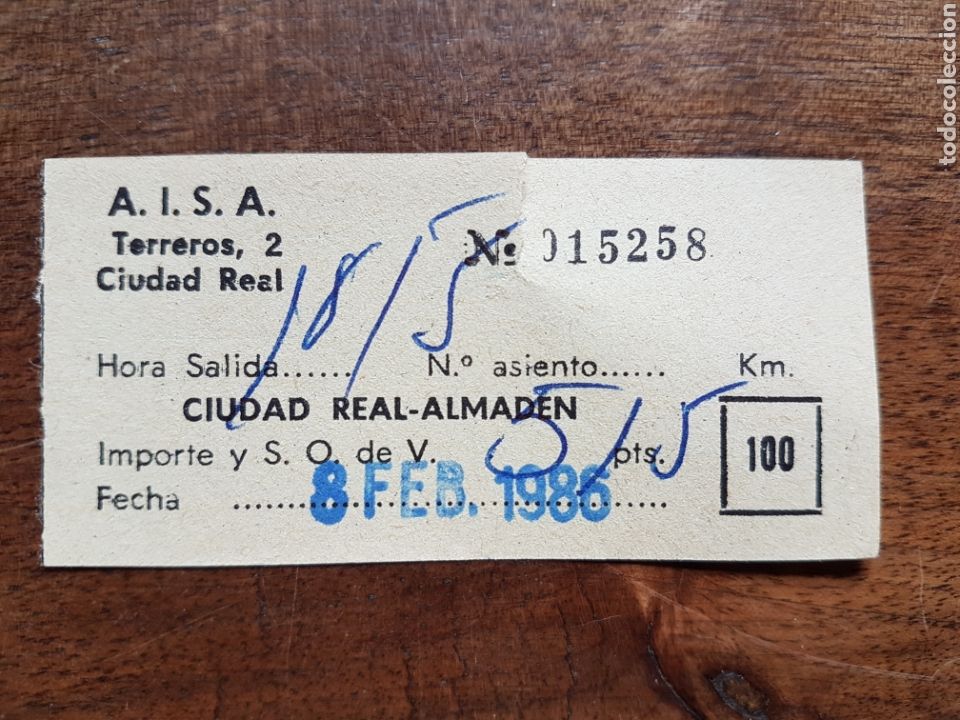 A. I. S. A.
Terreros, 2
Ciudad Real
Nº 015258
18/5
Hora Salida...... N.º asiento...... Km.
CIUDAD REAL-ALMADEN
Importe y S. O. de V. 515 pts. 100
Fecha 8 FEB. 1986
todocoleccion